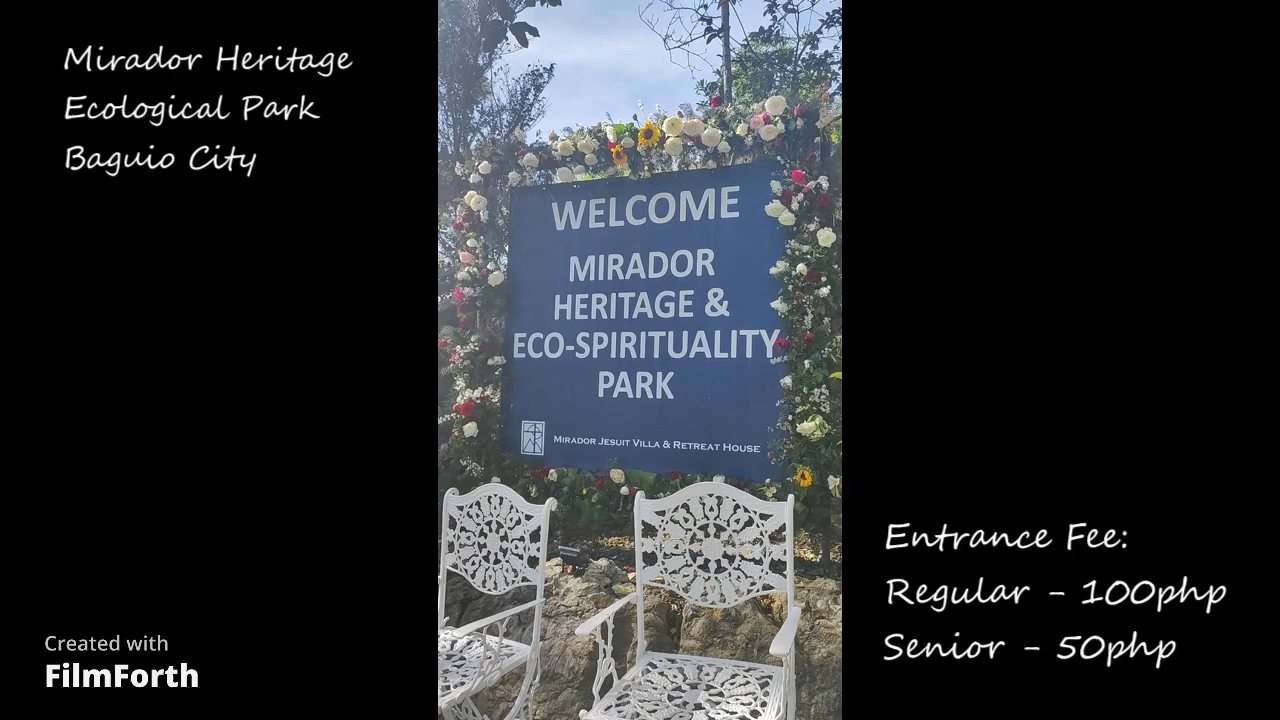 Mirador Heritage
Ecological Park
Baguio City
WELCOME
MIRADOR
HERITAGE &
ECO-SPIRITUALITY
PARK
MIRADOR JESUIT VILLA & RETREAT HOUSE
Entrance Fee:
Regular - 100php
Senior - 50php
Created with
FilmForth